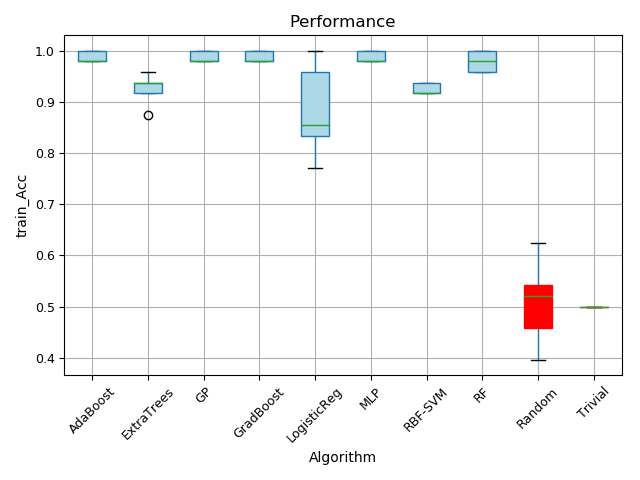 Performance
train_Acc
1.0
0.9
0.8
0.7
0.6
0.5
0.4
AdaBoost
ExtraTrees
GP
GradBoost
LogisticReg
MLP
RBF-SVM
RF
Random
Trivial
Algorithm